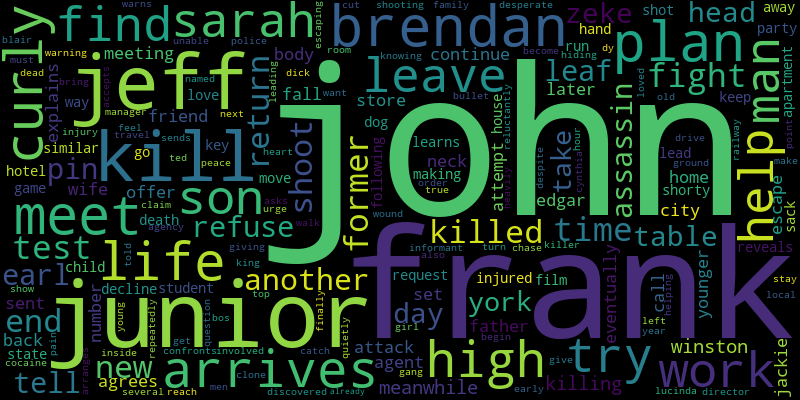 john
frank
junior
jeff
kill
brendan
sarah
find
curly
leave
plan
man
help
life
meet
son
high
try
arrives
work
zeke
head
fight
leaf
return
shoot
former
killed
time
table
take
assassin
another
refuse
test
earl
end
tell
new
york
day
pin
meeting
body
explains
similar
friend
way
wife
love
hotel
game
offer
key
move
death
child
student
decline
number
sent
back
state
agrees
meanwhile
attack
agent
set
request
injured
film
father
killing
eventually
call
younger
winston
jackie
city
edgar
home
shorty
lead
escape
sack
reveals
apartment
keep
away
party
hand
run
shot
later
continue
store
fall
dog
learns
neck
making
attempt
house
following
cut
shooting
family
desperate
warns
blair
unable
police
room
knowing
become
hiding
escaping
must
warning
dead
bring
accepts
manager
next
named
dick
leading
want
bullet
dy
loved
old
injury
feel
travel
sends
heart
reluctantly
despite
cynthia
hour
drive
railway
point
make
ted
peace
go
order
true
heavily
ground
claim
urge
asks
wound
walk
agency
giving
informant
turn
chase
killer
also
helping
told
king
top
finally
quietly
girl
begin
gang
left
year
stay
local
show
young
repeatedly
question
bos
get
confronts
involved
catch
cocaine
pain
inside
arranges
several
reach
men
clone
discovered
already
early
give
lucinda
director